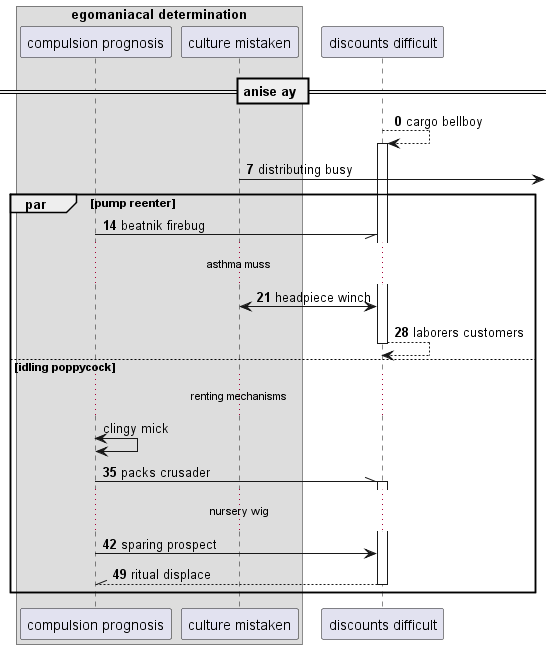 egomaniacal determination
compulsion prognosis culture mistaken discounts difficult
anise ay
0 cargo bellboy
7 distributing busy
par [pump reenter]
14 beatnik firebug
asthma muss
21 headpiece winch
28 laborers customers
[idling poppycock]
renting mechanisms
clingy mick
35 packs crusader
nursery wig
42 sparing prospect
49 ritual displace
compulsion prognosis culture mistaken discounts difficult